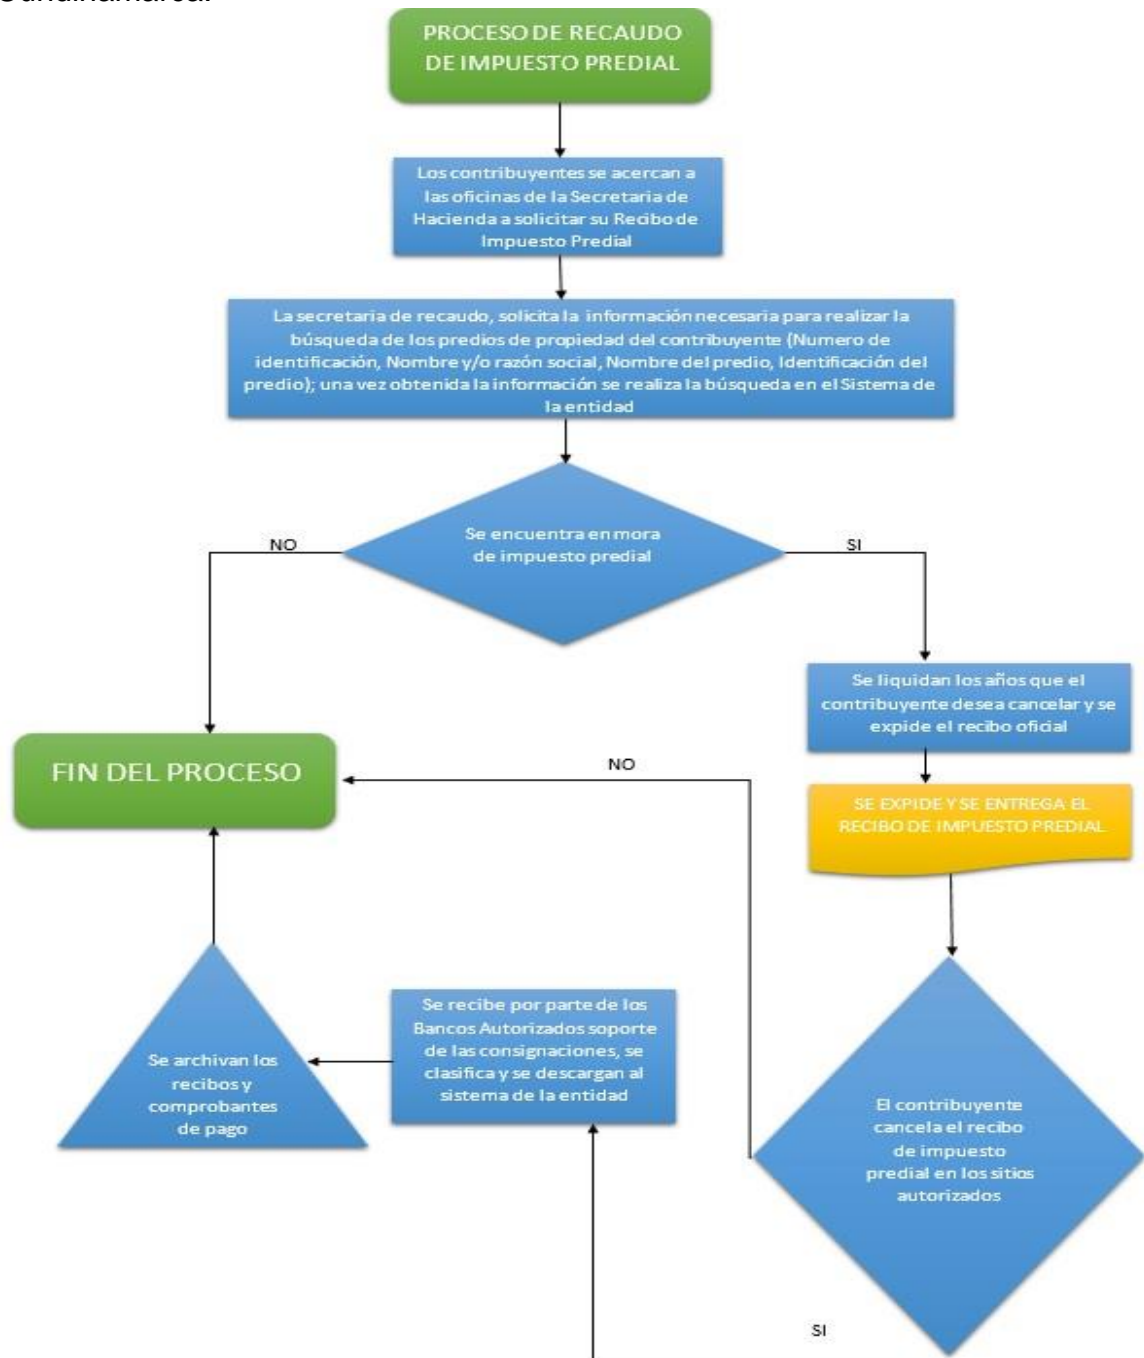 Cundinamarca.
PROCESO DE RECAUDO
DE IMPUESTO PREDIAL
Los contribuyentes se acercan a
las oficinas de la Secretaria de
Hacienda a solicitar su Recibo de
Impuesto Predial
La secretaria de recaudo, solicita la información necesaria para realizar la
búsqueda de los predios de propiedad del contribuyente (Numero de
identificación, Nombre y/o razón social, Nombre del predio, Identificación del
predio); una vez obtenida la información se realiza la búsqueda en el Sistema de
la entidad
Se encuentra en mora
de impuesto predial
NO
SI
Se liquidan los años que el
contribuyente desea cancelar y se
expide el recibo oficial
FIN DEL PROCESO
NO
SE EXPIDE Y SE ENTREGA EL
RECIBO DE IMPUESTO PREDIAL
Se recibe por parte de los
Bancos Autorizados soporte
de las consignaciones, se
clasifica y se descargan al
sistema de la entidad
Se archivan los
recibos y
comprobantes
de pago
El contribuyente
cancela el recibo
de impuesto
predial en los sitios
autorizados
SI